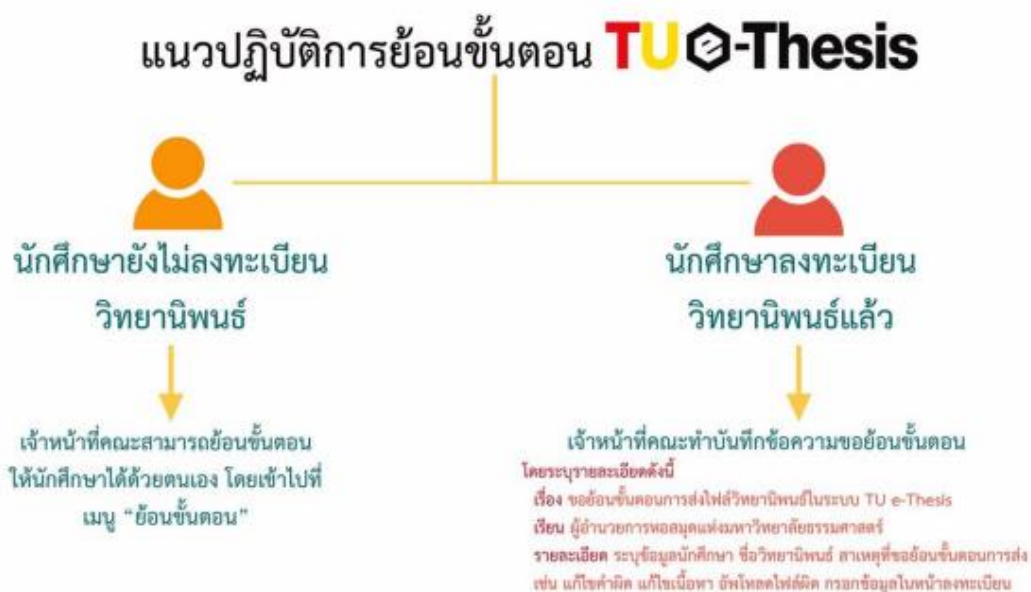 แนวปฏิบัติการย้อนขั้นตอน TU e-Thesis
นักศึกษายังไม่ลงทะเบียน
วิทยานิพนธ์
เจ้าหน้าที่คณะสามารถย้อนขั้นตอน
ให้นักศึกษาได้ด้วยตนเอง โดยเข้าไปที่
เมนู “ย้อนขั้นตอน”
นักศึกษาลงทะเบียน
วิทยานิพนธ์แล้ว
เจ้าหน้าที่คณะทำบันทึกข้อความขอย้อนขั้นตอน
โดยระบุรายละเอียดดังนี้
เรื่อง ขอย้อนขั้นตอนการส่งไฟล์วิทยานิพนธ์ในระบบ TU e-Thesis
เรียน ผู้อำนวยการหอสมุดแห่งมหาวิทยาลัยธรรมศาสตร์
รายละเอียด ระบุข้อมูลนักศึกษา ชื่อวิทยานิพนธ์ สาเหตุที่ขอย้อนขั้นตอนการส่ง
เช่น แก้ไขคำผิด แก้ไขเนื้อหา อัพโหลดไฟล์ผิด กรอกข้อมูลในหน้าลงทะเบียน